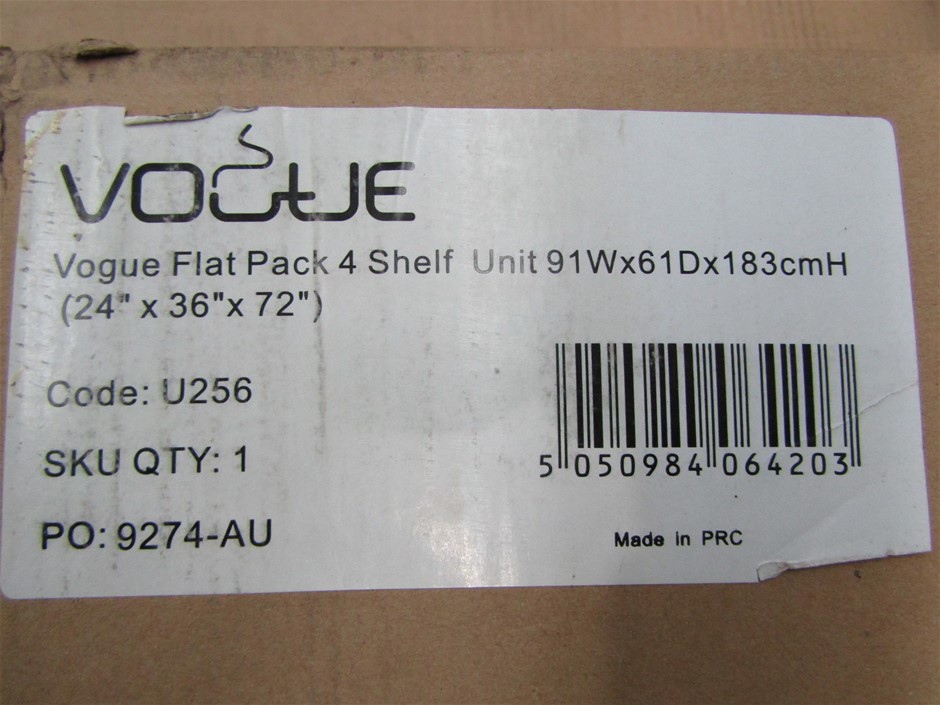 VOGUE
Vogue Flat Pack 4 Shelf Unit 91Wx61Dx183cmH
(24" x 36"x 72")
Code: U256
SKU QTY: 1
PO: 9274-AU
5 050984 064203
Made in PRC